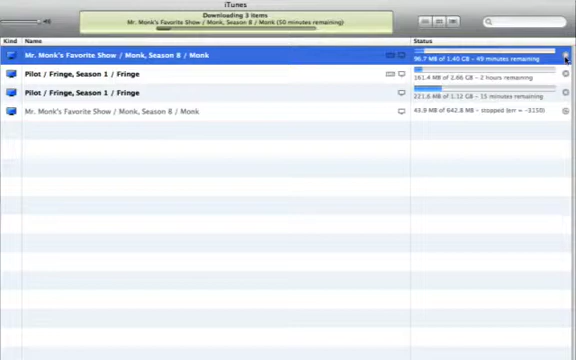 iTunes
Downloading 3 items
Mr. Monk's Favorite Show / Monk, Season 8 / Monk (50 minutes remaining)
Kind Name Status
Mr. Monk's Favorite Show / Monk, Season 8 / Monk
96.7 MB of 1.40 GB – 49 minutes remaining
Pilot / Fringe, Season 1 / Fringe
161.4 MB of 2.66 GB – 2 hours remaining
Pilot / Fringe, Season 1 / Fringe
221.6 MB of 1.12 GB – 15 minutes remaining
Mr. Monk's Favorite Show / Monk, Season 8 / Monk
43.9 MB of 642.8 MB – stopped (err = -3150)